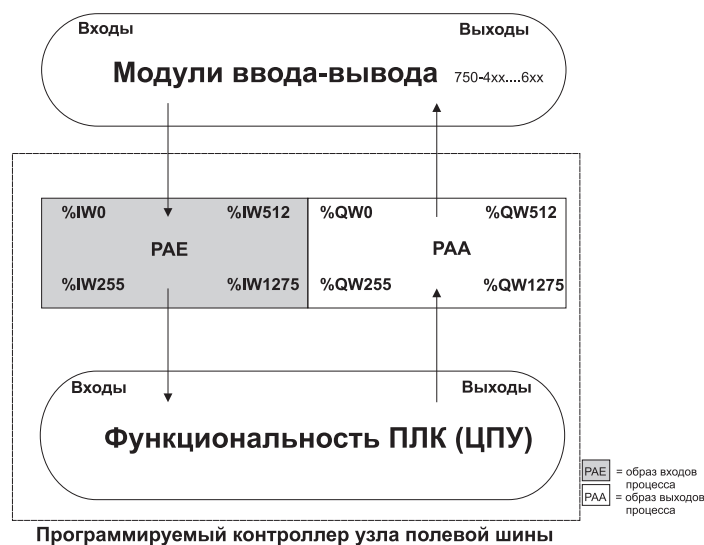 Входы Выходы
Модули ввода-вывода 750-4xx....6xx
%IW0 %IW512 %QW0 %QW512
PAE PAA
%IW255 %IW1275 %QW255 %QW1275
Входы Выходы
Функциональность ПЛК (ЦПУ)
PAE = образ входов
процесса
PAA = образ выходов
процесса
Программируемый контроллер узла полевой шины